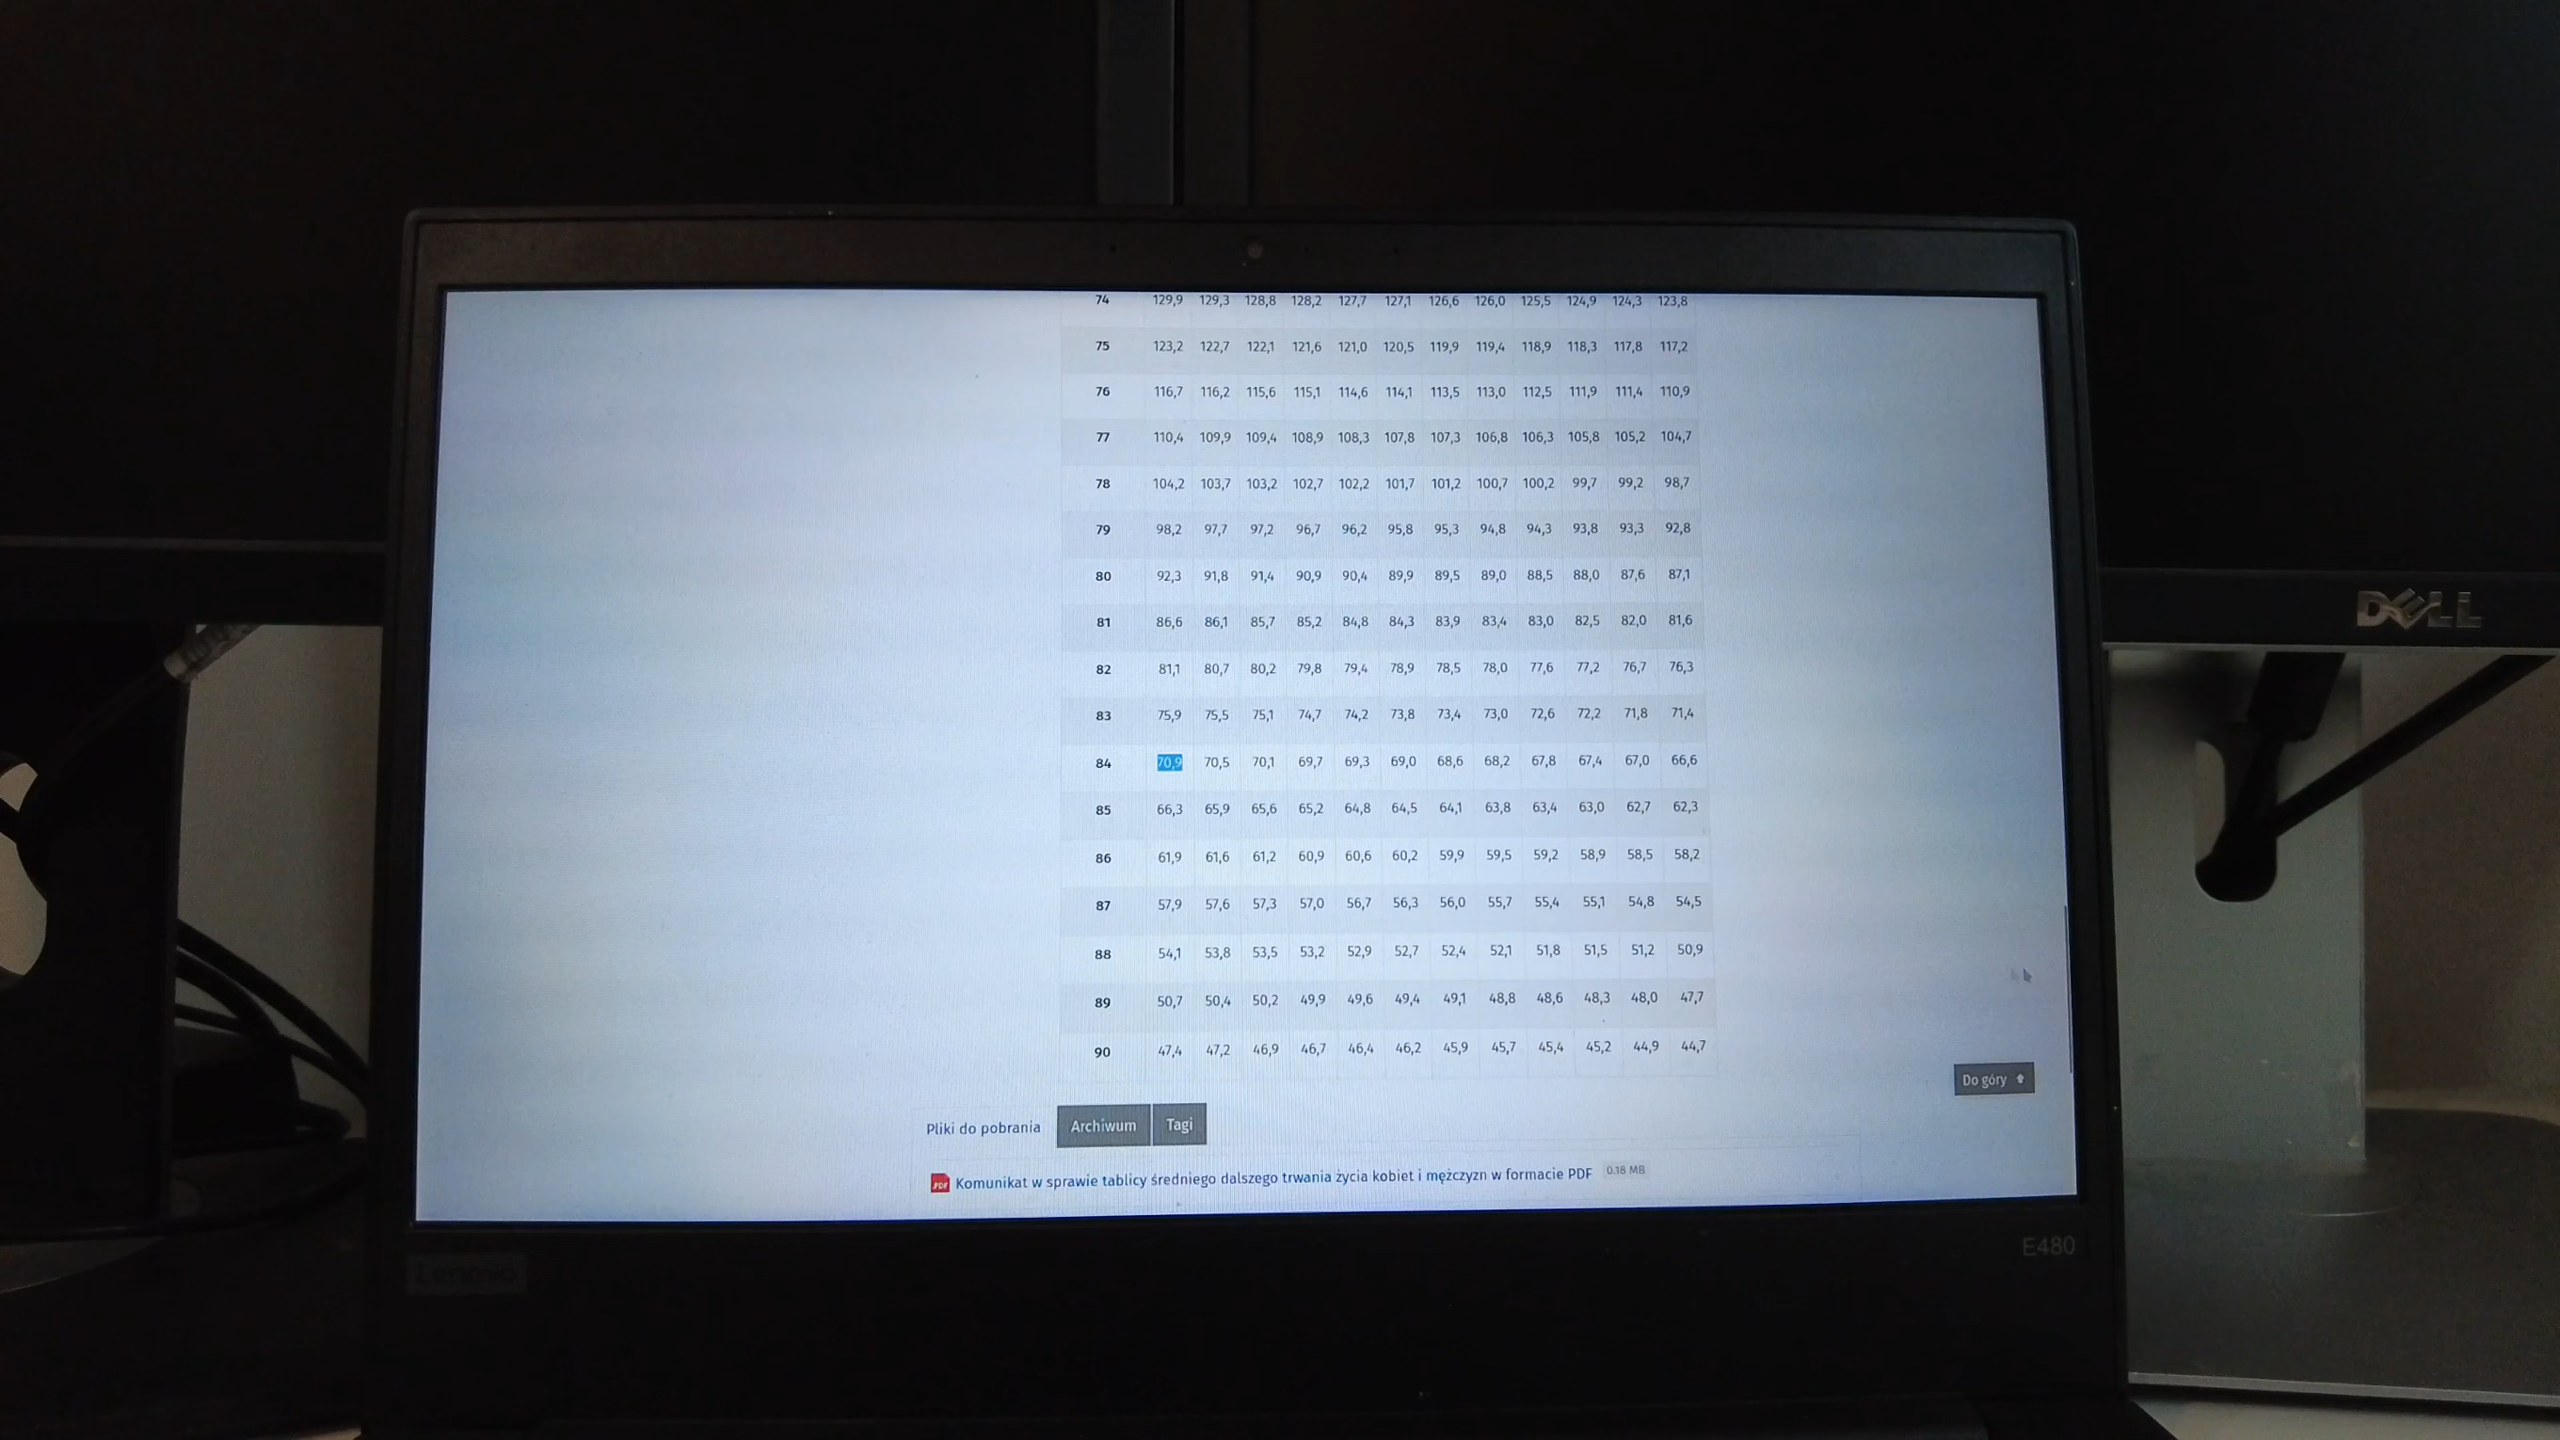 74 129,9 129,3 128,8 128,2 127,7 127,1 126,6 126,0 125,5 124,9 124,3 123,8
75 123,2 122,7 122,1 121,6 121,0 120,5 119,9 119,4 118,9 118,3 117,8 117,2
76 116,7 116,2 115,6 115,1 114,6 114,1 113,5 113,0 112,5 111,9 111,4 110,9
77 110,4 109,9 109,4 108,9 108,3 107,8 107,3 106,8 106,3 105,8 105,2 104,7
78 104,2 103,7 103,2 102,7 102,2 101,7 101,2 100,7 100,2 99,7 99,2 98,7
79 98,2 97,7 97,2 96,7 96,2 95,8 95,3 94,8 94,3 93,8 93,3 92,8
80 92,3 91,8 91,4 90,9 90,4 89,9 89,5 89,0 88,5 88,0 87,6 87,1
81 86,6 86,1 85,7 85,2 84,8 84,3 83,9 83,4 83,0 82,5 82,0 81,6
82 81,1 80,7 80,2 79,8 79,4 78,9 78,5 78,0 77,6 77,2 76,7 76,3
83 75,9 75,5 75,1 74,7 74,2 73,8 73,4 73,0 72,6 72,2 71,8 71,4
84 70,9 70,5 70,1 69,7 69,3 69,0 68,6 68,2 67,8 67,4 67,0 66,6
85 66,3 65,9 65,6 65,2 64,8 64,5 64,1 63,8 63,4 63,0 62,7 62,3
86 61,9 61,6 61,2 60,9 60,6 60,2 59,9 59,5 59,2 58,9 58,5 58,2
87 57,9 57,6 57,3 57,0 56,7 56,3 56,0 55,7 55,4 55,1 54,8 54,5
88 54,1 53,8 53,5 53,2 52,9 52,7 52,4 52,1 51,8 51,5 51,2 50,9
89 50,7 50,4 50,2 49,9 49,6 49,4 49,1 48,8 48,6 48,3 48,0 47,7
90 47,4 47,2 46,9 46,7 46,4 46,2 45,9 45,7 45,4 45,2 44,9 44,7
Do góry
Pliki do pobrania Archiwum Tagi
PDF Komunikat w sprawie tablicy średniego dalszego trwania życia kobiet i mężczyzn w formacie PDF 0.18 MB
Lenovo
E480
DELL